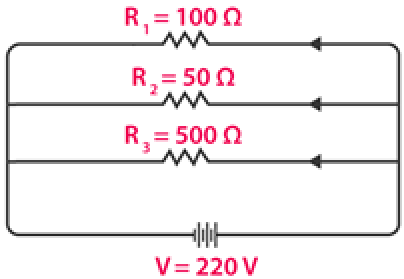 R₁ = 100 Ω
R₂ = 50 Ω
R₃ = 500 Ω
V = 220 V